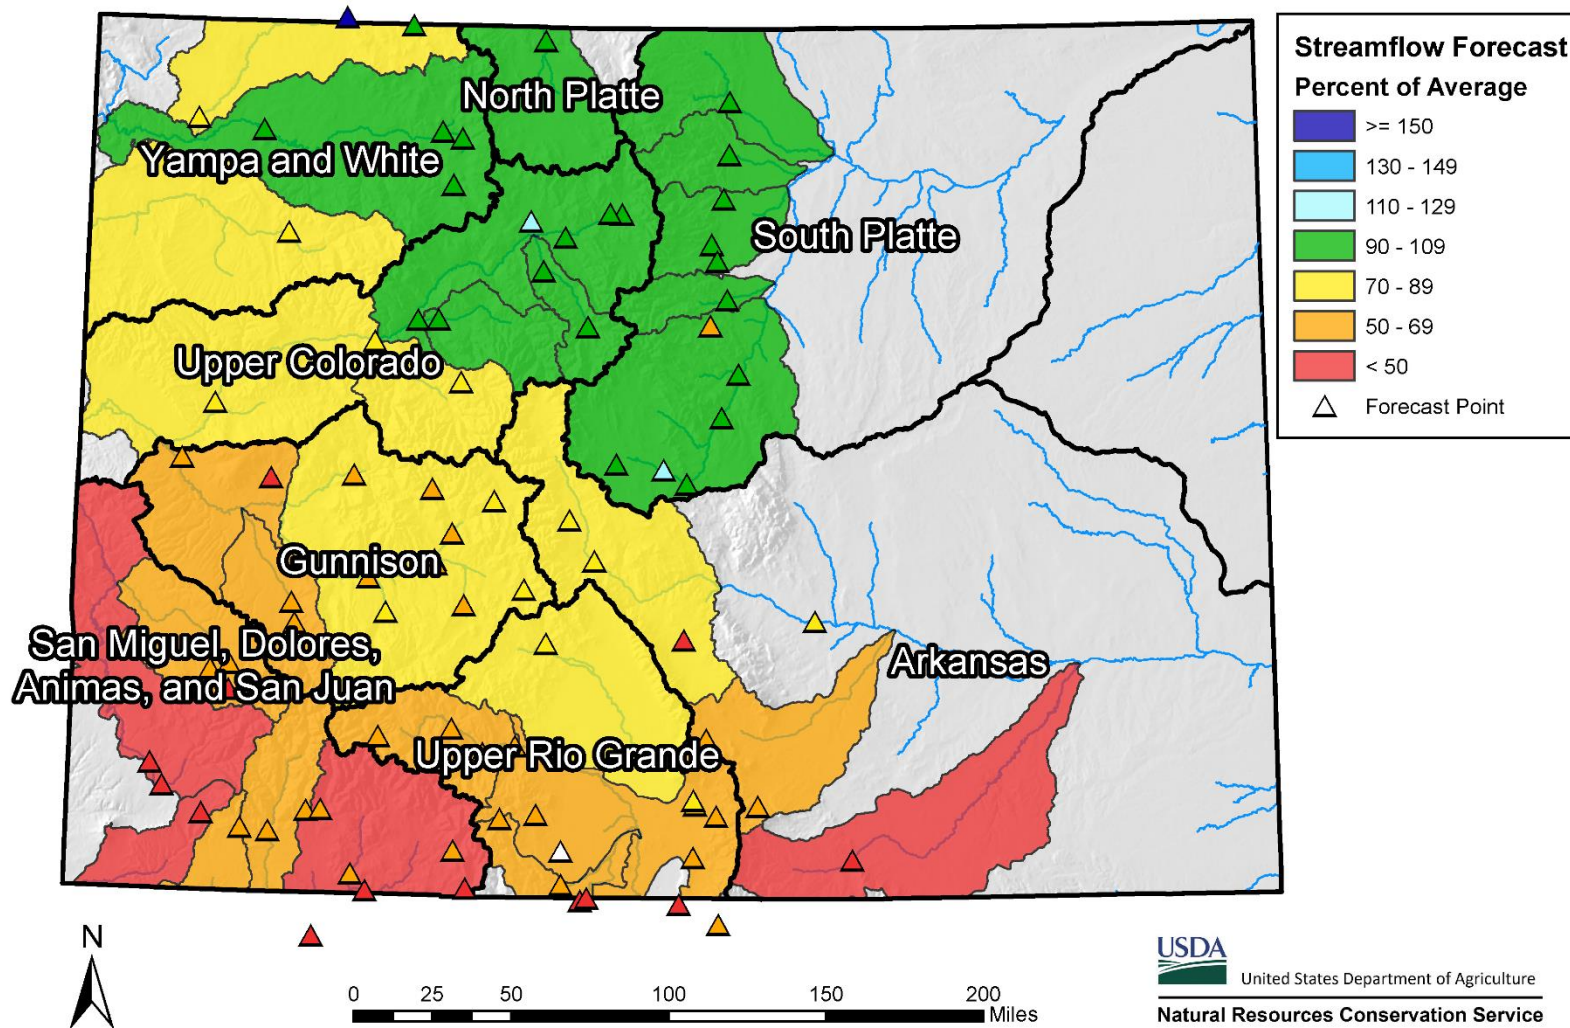 North Platte
Yampa and White
South Platte
Upper Colorado
Gunnison
San Miguel, Dolores,
Animas, and San Juan
Arkansas
Upper Rio Grande
Streamflow Forecast
Percent of Average
>= 150
130 - 149
110 - 129
90 - 109
70 - 89
50 - 69
< 50
Forecast Point
N
0 25 50 100 150 200
Miles
USDA
United States Department of Agriculture
Natural Resources Conservation Service